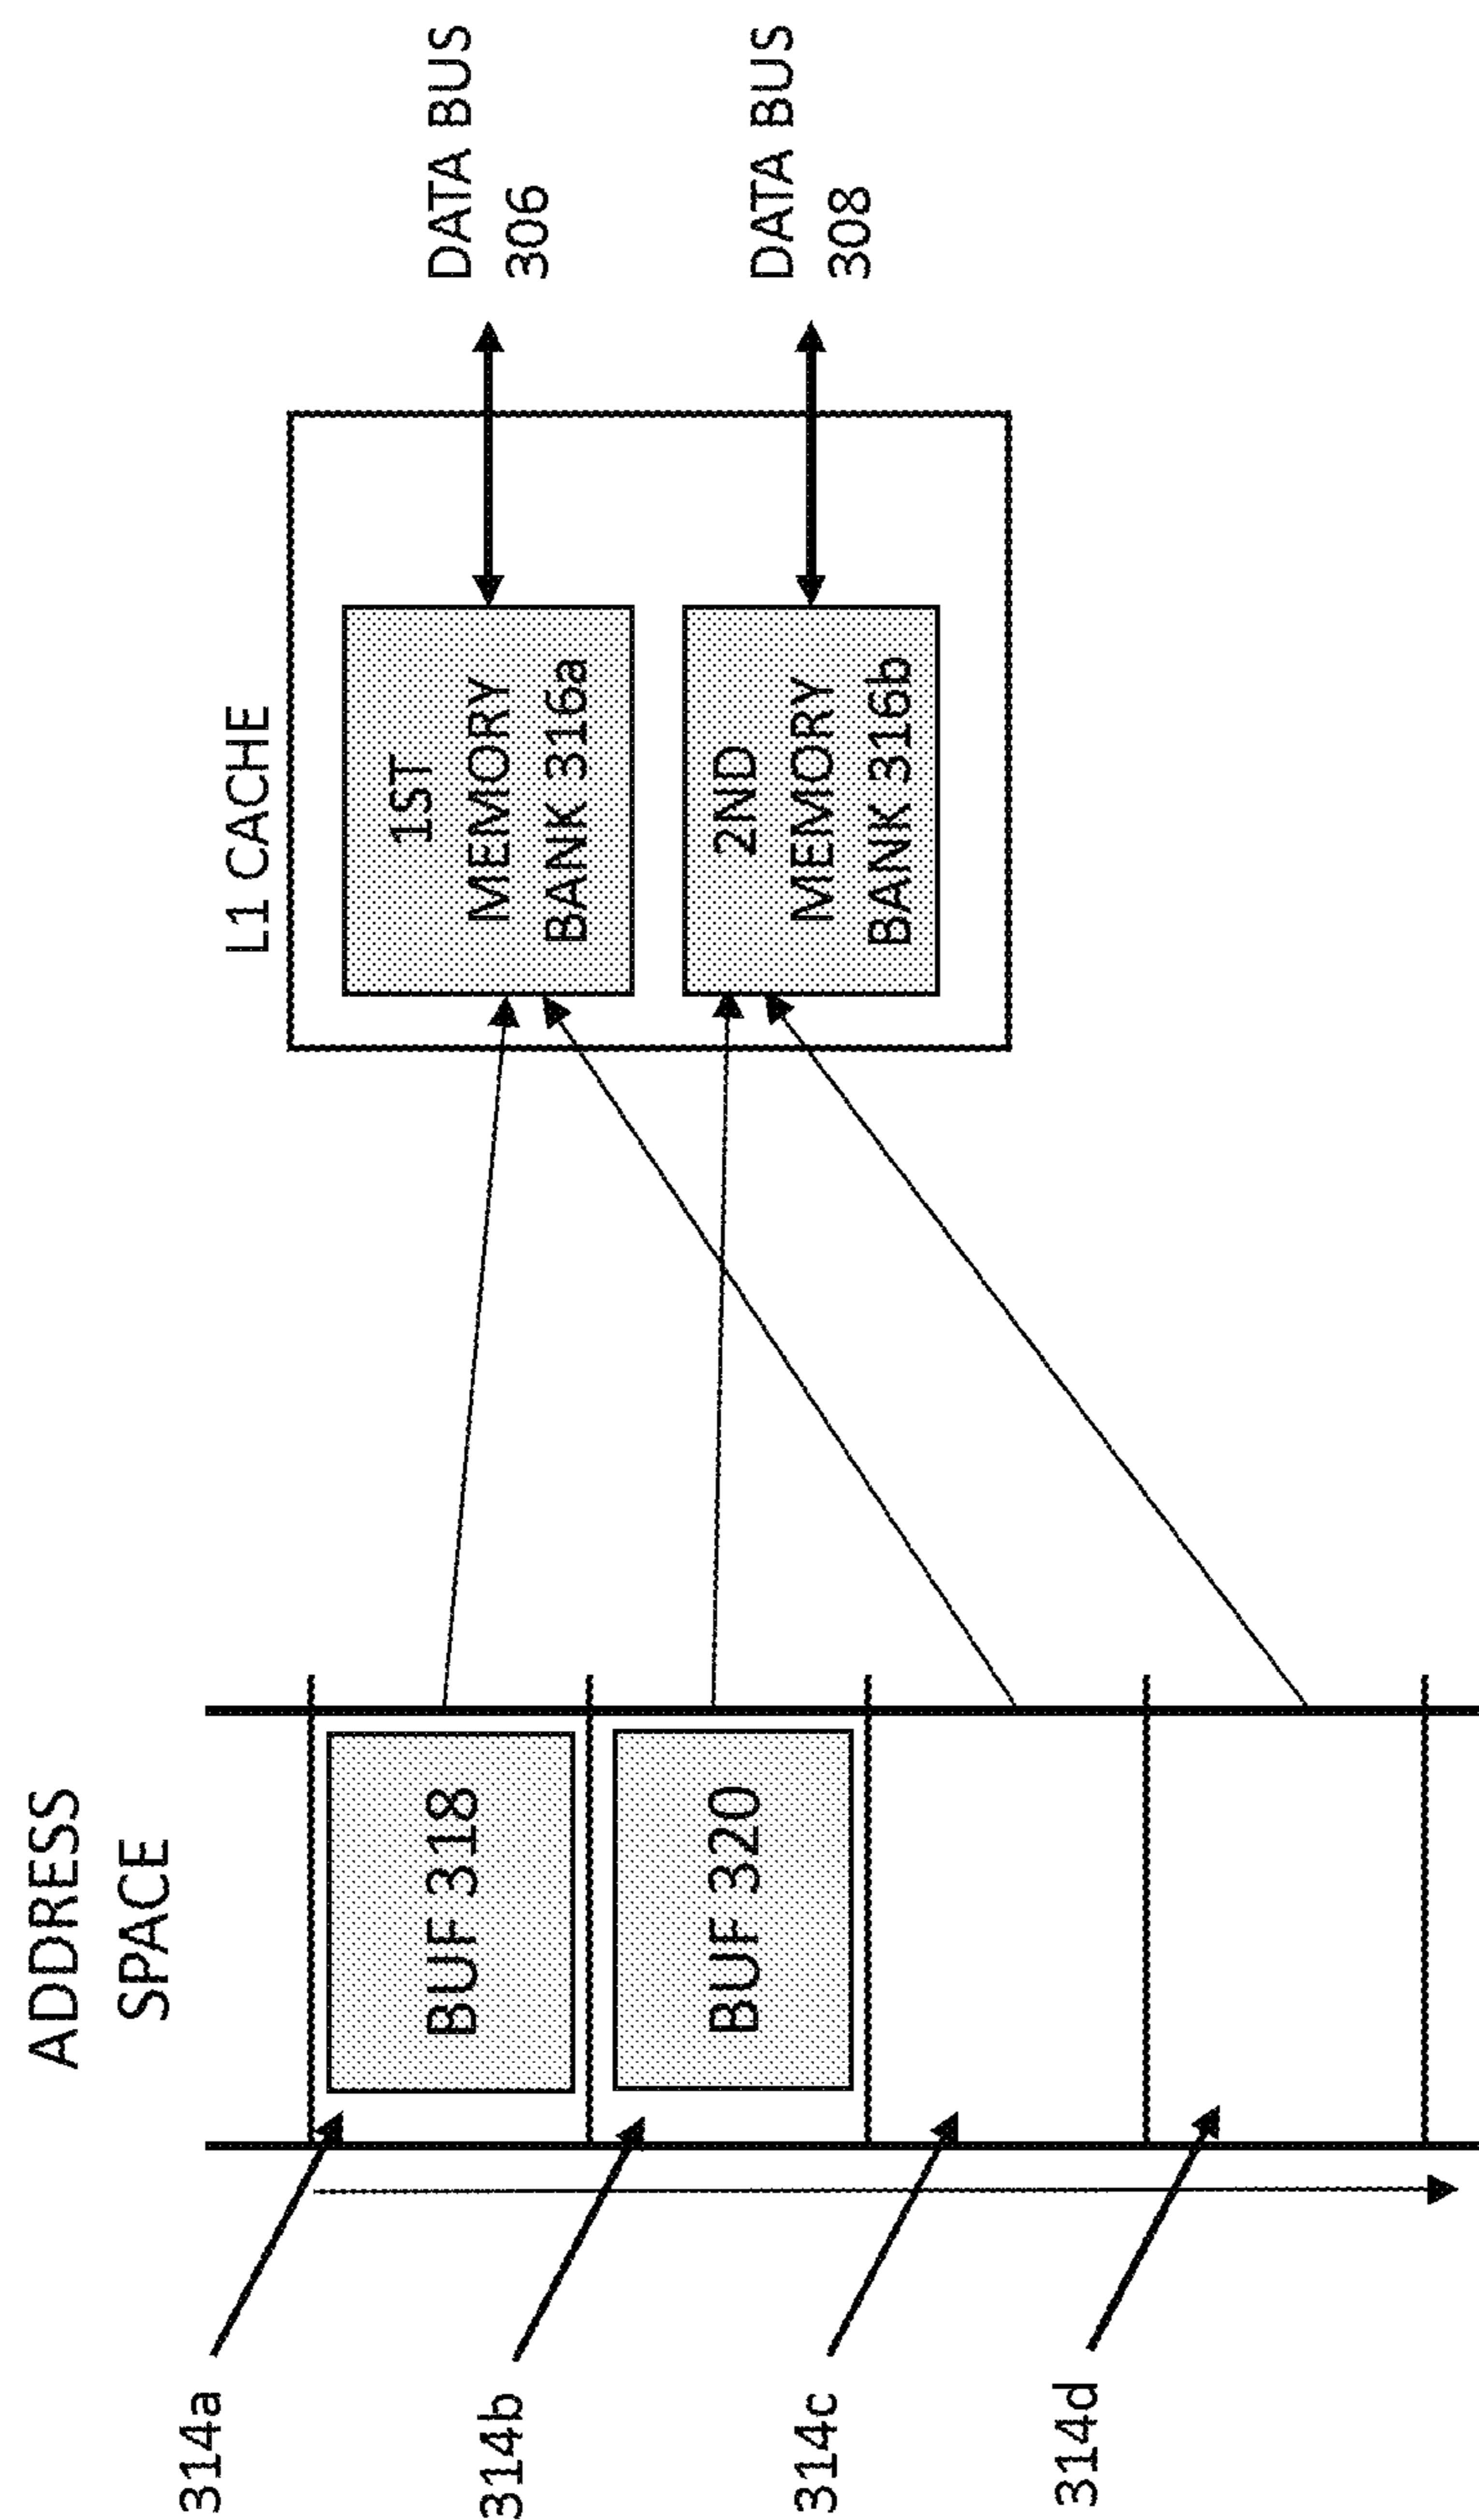 ADDRESS
SPACE
314a
BUF 318
314b
BUF 320
314c
314d
L1 CACHE
1ST
MEMORY
BANK 316a
2ND
MEMORY
BANK 316b
DATA BUS
306
DATA BUS
308